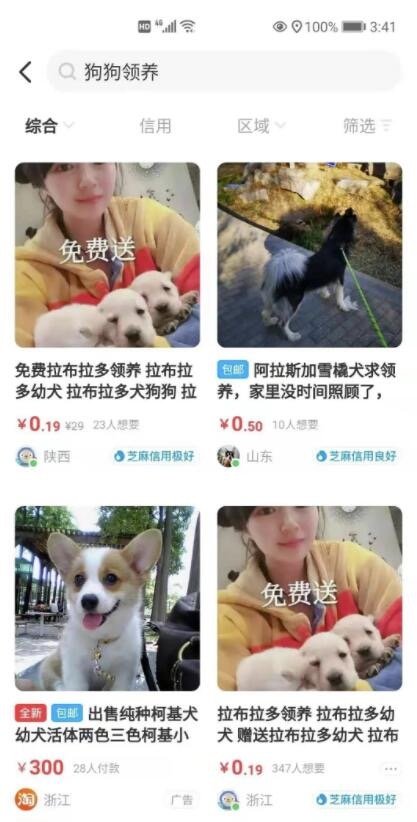 HD 4G 100% 3:41
狗狗领养
综合 信用 区域 筛选
免费送
免费拉布拉多领养 拉布拉
多幼犬 拉布拉多犬狗狗 拉
¥0.19 ¥29 23人想要
陕西 芝麻信用极好
包邮 阿拉斯加雪橇犬求领
养，家里没时间照顾了，
¥0.50 10人想要
山东 芝麻信用良好
全新 包邮 出售纯种柯基犬
幼犬活体两色三色柯基小
¥300 28人付款
淘 浙江 广告
免费送
拉布拉多领养 拉布拉多幼
犬 赠送拉布拉多幼犬 拉布
¥0.19 347人想要 ...
浙江 芝麻信用极好